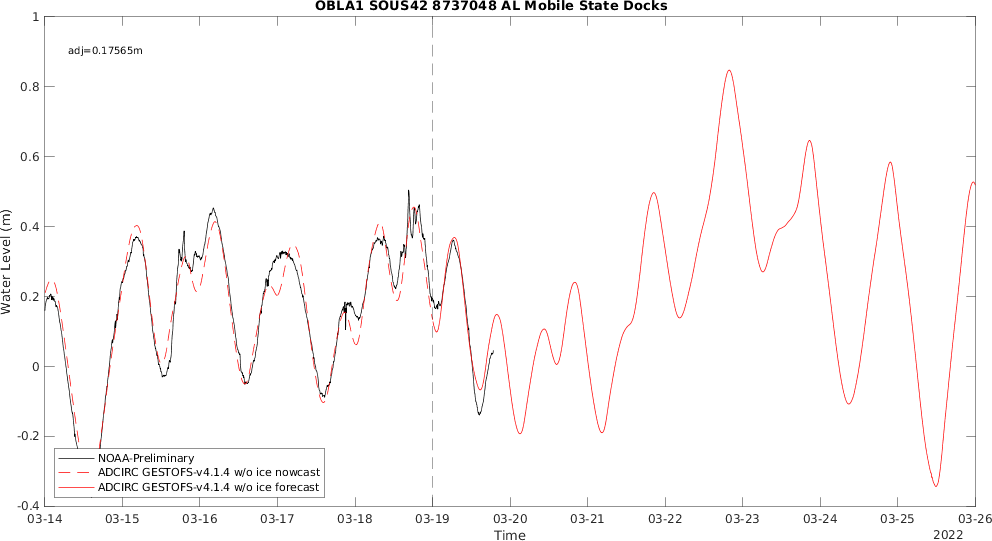 OBLA1 SOUS42 8737048 AL Mobile State Docks
adj=0.17565m
Water Level (m)
1
0.8
0.6
0.4
0.2
0
-0.2
-0.4
NOAA-Preliminary
ADCIRC GESTOFS-v4.1.4 w/o ice nowcast
ADCIRC GESTOFS-v4.1.4 w/o ice forecast
03-14 03-15 03-16 03-17 03-18 03-19 03-20 03-21 03-22 03-23 03-24 03-25 03-26
Time
2022